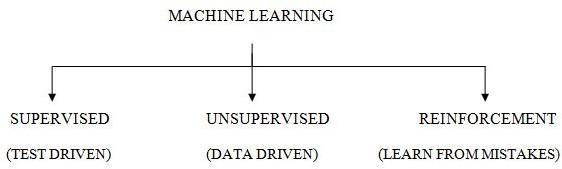 MACHINE LEARNING
SUPERVISED UNSUPERVISED REINFORCEMENT
(TEST DRIVEN) (DATA DRIVEN) (LEARN FROM MISTAKES)